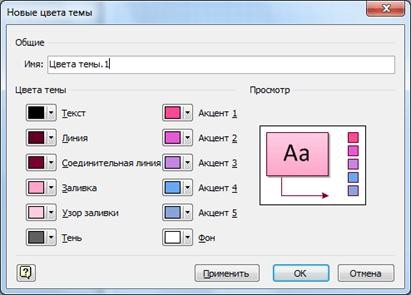 Новые цвета темы
Общие
Имя: Цвета темы.1
Цвета темы
Просмотр
Текст Акцент 1
Линия Акцент 2
Соединительная линия Акцент 3
Заливка Акцент 4
Узор заливки Акцент 5
Тень Фон
Aa
? Применить ОК Отмена